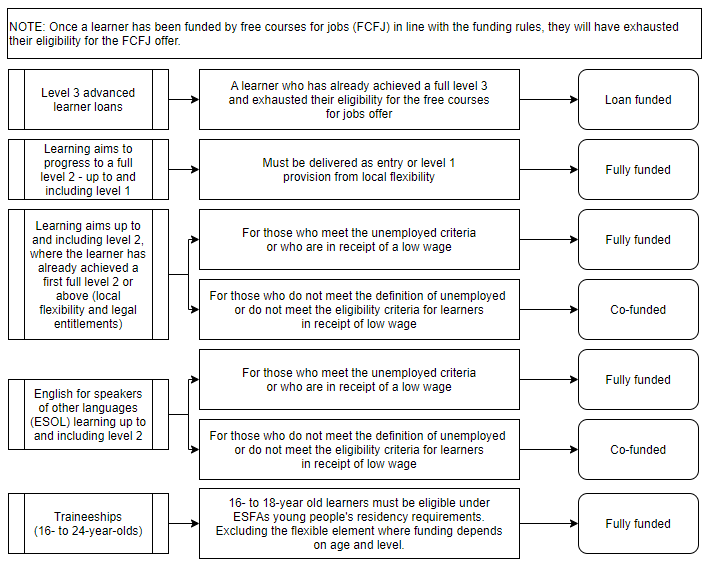 NOTE: Once a learner has been funded by free courses for jobs (FCFJ) in line with the funding rules, they will have exhausted
their eligibility for the FCFJ offer.
Level 3 advanced
learner loans
A learner who has already achieved a full level 3
and exhausted their eligibility for the free courses
for jobs offer
Loan funded
Learning aims to
progress to a full
level 2 - up to and
including level 1
Must be delivered as entry or level 1
provision from local flexibility
Fully funded
Learning aims up to
and including level 2,
where the learner has
already achieved a
first full level 2 or
above (local
flexibility and legal
entitlements)
For those who meet the unemployed criteria
or who are in receipt of a low wage
Fully funded
For those who do not meet the definition of unemployed
or do not meet the eligibility criteria for learners
in receipt of low wage
Co-funded
English for speakers
of other languages
(ESOL) learning up to
and including level 2
For those who meet the unemployed criteria
or who are in receipt of a low wage
Fully funded
For those who do not meet the definition of unemployed
or do not meet the eligibility criteria for learners
in receipt of low wage
Co-funded
Traineeships
(16- to 24-year-olds)
16- to 18-year old learners must be eligible under
ESFAs young people's residency requirements.
Excluding the flexible element where funding depends
on age and level.
Fully funded